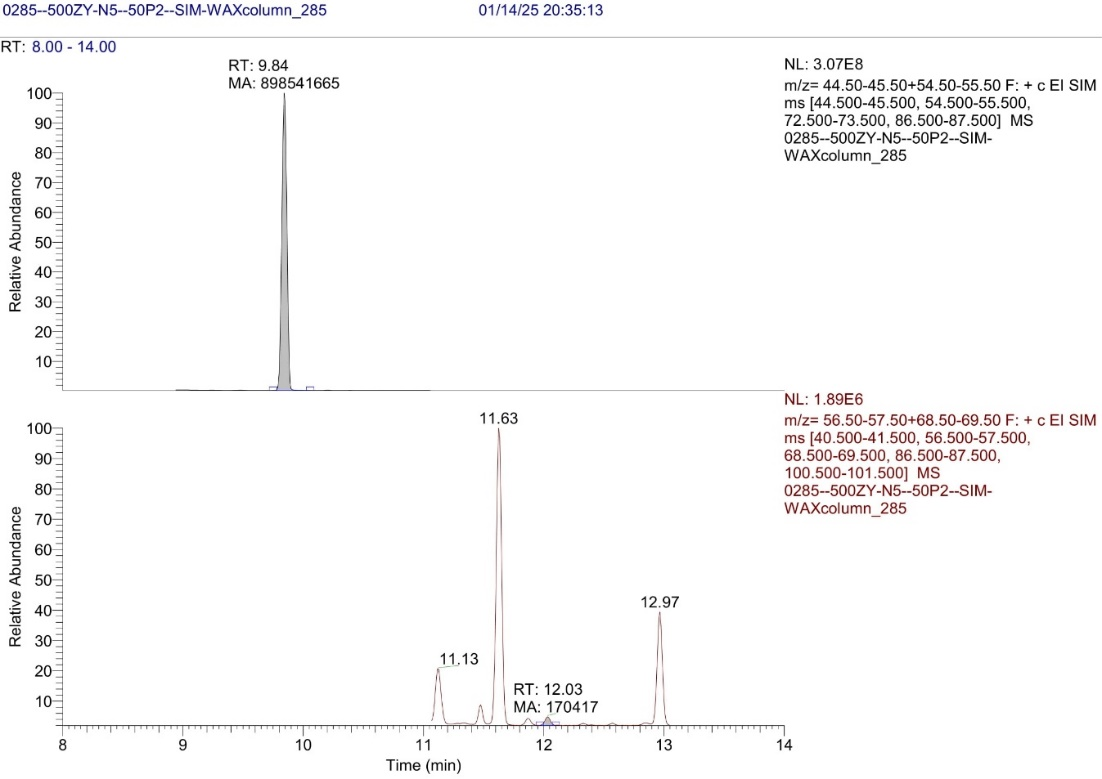 0285--500ZY-N5--50P2--SIM-WAXcolumn_285 01/14/25 20:35:13
RT: 8.00 - 14.00
RT: 9.84
MA: 898541665
NL: 3.07E8
m/z= 44.50-45.50+54.50-55.50 F: + c EI SIM
ms [44.500-45.500, 54.500-55.500,
72.500-73.500, 86.500-87.500] MS
0285--500ZY-N5--50P2--SIM-
WAXcolumn_285
100
90
80
70
60
50
40
30
20
10
Relative Abundance
NL: 1.89E6
m/z= 56.50-57.50+68.50-69.50 F: + c EI SIM
ms [40.500-41.500, 56.500-57.500,
68.500-69.500, 86.500-87.500,
100.500-101.500] MS
0285--500ZY-N5--50P2--SIM-
WAXcolumn_285
11.63
12.97
11.13
RT: 12.03
MA: 170417
100
90
80
70
60
50
40
30
20
10
Relative Abundance
8 9 10 11 12 13 14
Time (min)